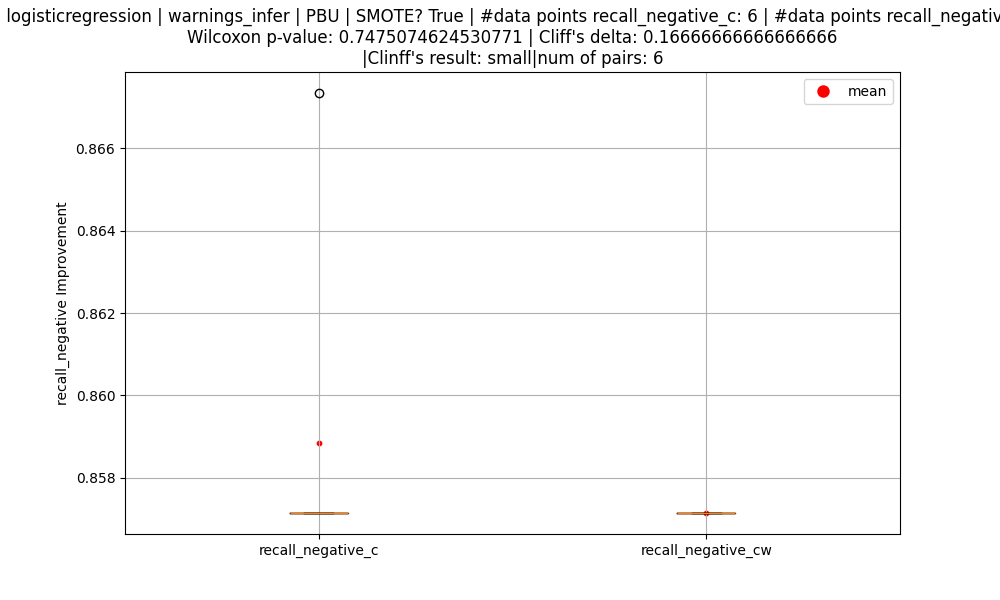 logisticregression | warnings_infer | PBU | SMOTE? True | #data points recall_negative_c: 6 | #data points
Wilcoxon p-value: 0.7475074624530771 | Cliff's delta: 0.16666666666666666
|Clinff's result: small|num of pairs: 6
mean
0.866
0.864
0.862
0.860
0.858
recall_negative Improvement
recall_negative_c
recall_negative_cw